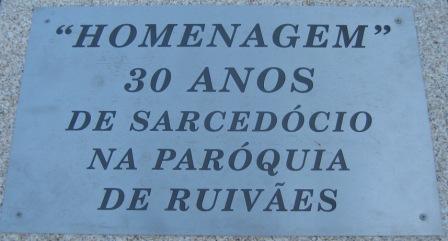 “HOMENAGEM”
30 ANOS
DE SARCEDÓCIO
NA PARÓQUIA
DE RUIVÃES